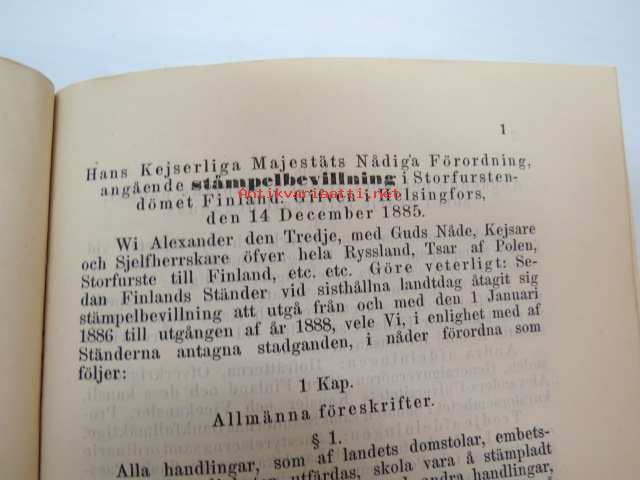 1
Hans Kejserliga Majestäts Nådiga Förordning,
angående stämpelbevillning i Storfursten-
dömet Finland. Gifven i Helsingfors,
den 14 December 1885.
Antikvariaatti.net
Wi Alexander den Tredje, med Guds Nåde, Kejsare
och Sjelfherrskare öfver hela Ryssland, Tsar af Polen,
Storfurste till Finland, etc. etc. Göre veterligt: Se-
dan Finlands Ständer vid sisthållna landtdag åtagit sig
stämpelbevillning att utgå från och med den 1 Januari
1886 till utgången af år 1888, vele Vi, i enlighet med af
Ständerna antagna stadganden, i nåder förordna som
följer:
1 Kap.
Allmänna föreskrifter.
§ 1.
Alla handlingar, som af landets domstolar, embets-
utfärdas, skola vara å stämpladt
andra handlingar,